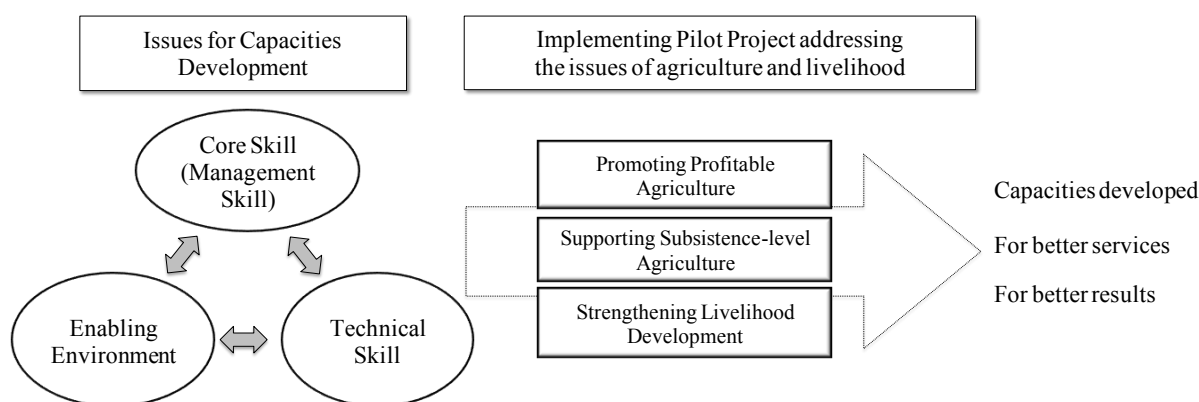 Issues for Capacities
Development
Implementing Pilot Project addressing
the issues of agriculture and livelihood
Core Skill
(Management
Skill)
Enabling
Environment
Technical
Skill
Promoting Profitable
Agriculture
Supporting Subsistence-level
Agriculture
Strengthening Livelihood
Development
Capacities developed
For better services
For better results